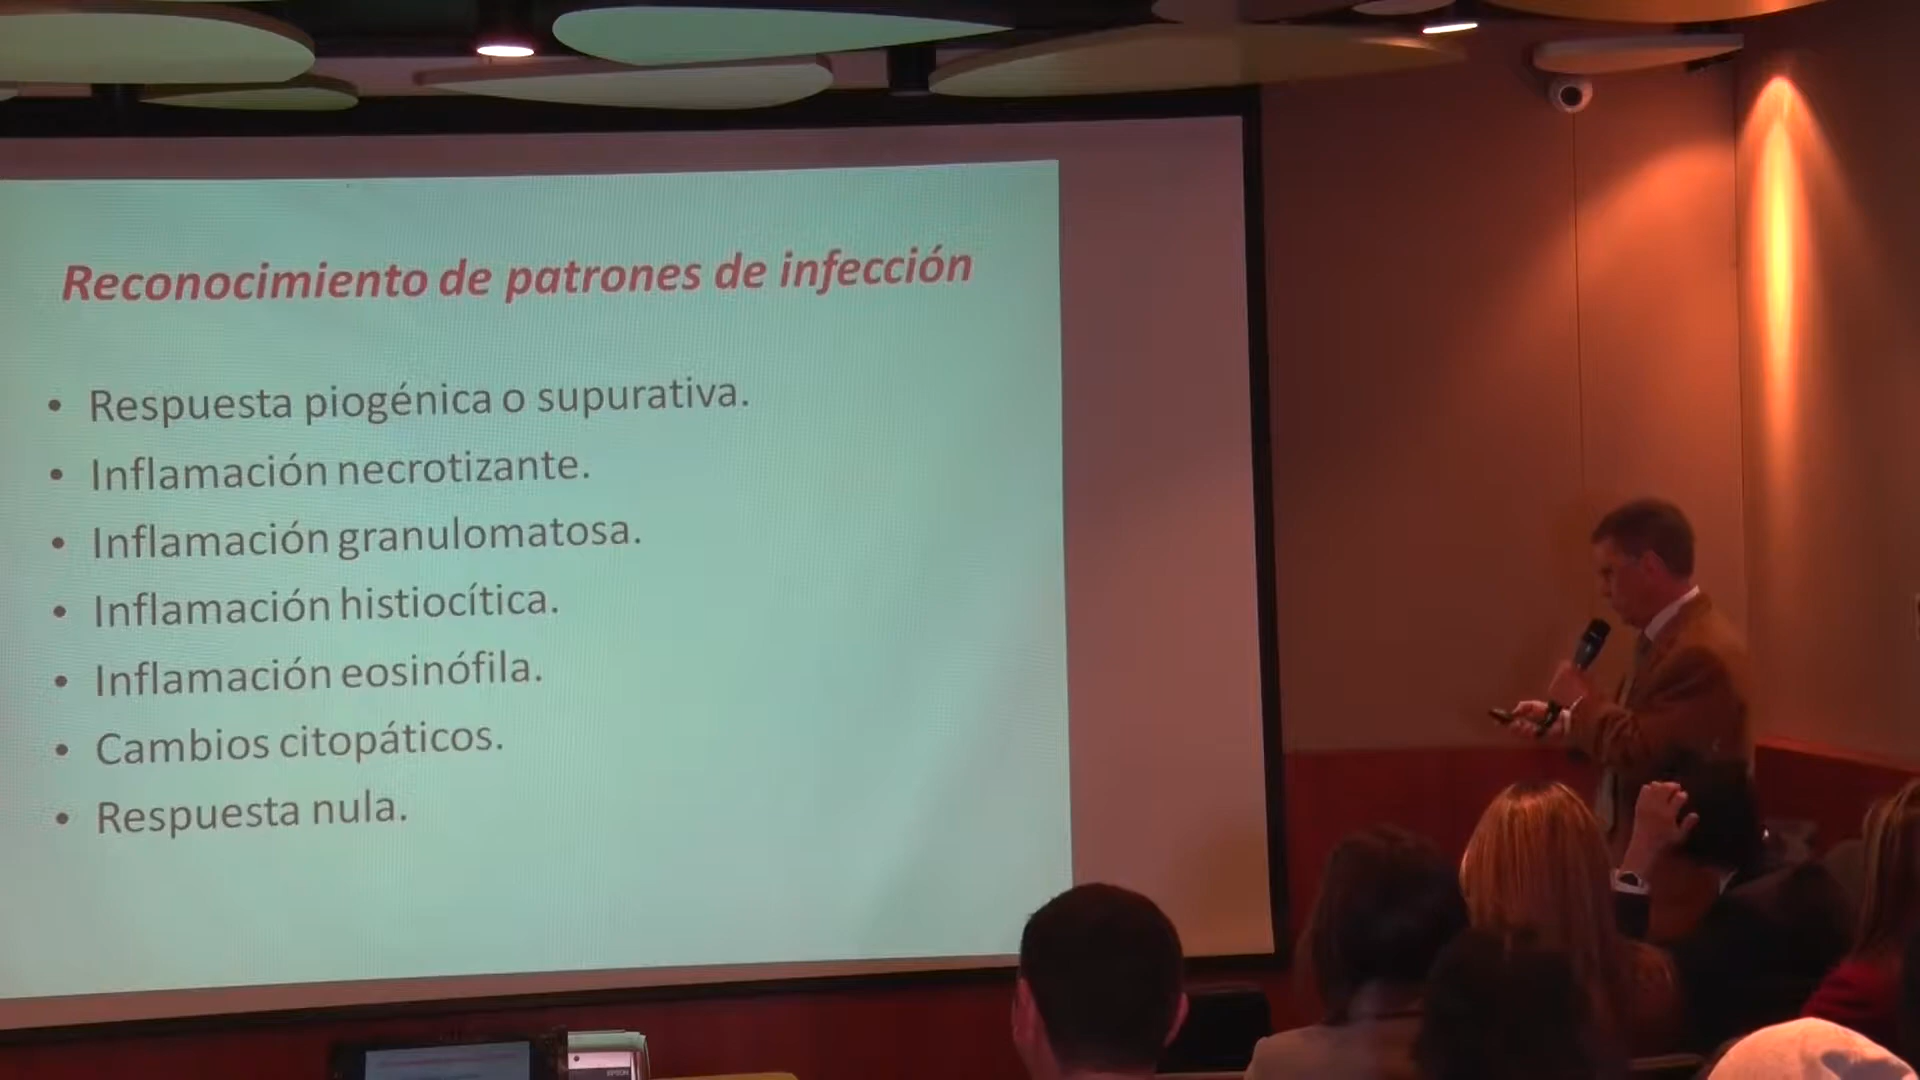 Reconocimiento de patrones de infección
• Respuesta piogénica o supurativa.
• Inflamación necrotizante.
• Inflamación granulomatosa.
• Inflamación histiocítica.
• Inflamación eosinófila.
• Cambios citopáticos.
• Respuesta nula.
EPSON